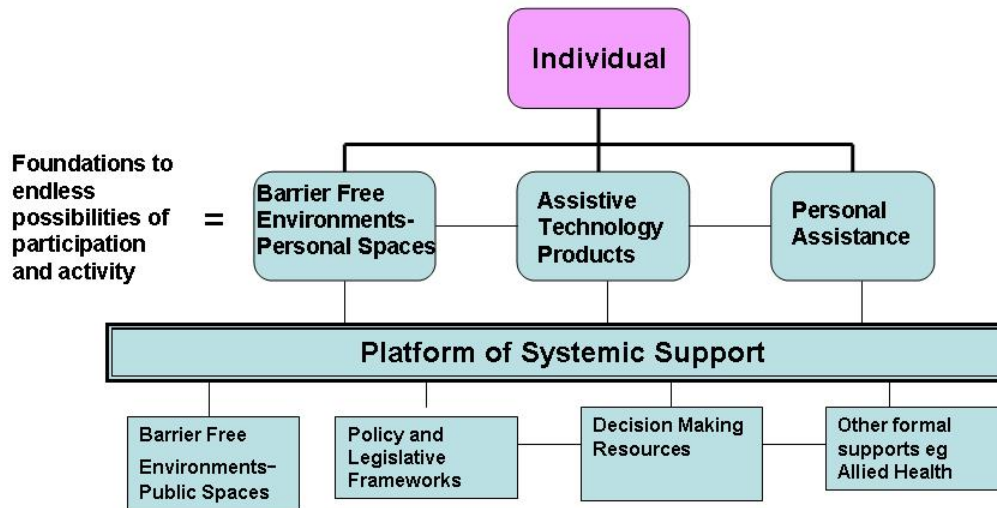 Individual
Foundations to
endless
possibilities of
participation
and activity
=
Barrier Free
Environments-
Personal Spaces
Assistive
Technology
Products
Personal
Assistance
Platform of Systemic Support
Barrier Free
Environments-
Public Spaces
Policy and
Legislative
Frameworks
Decision Making
Resources
Other formal
supports eg
Allied Health